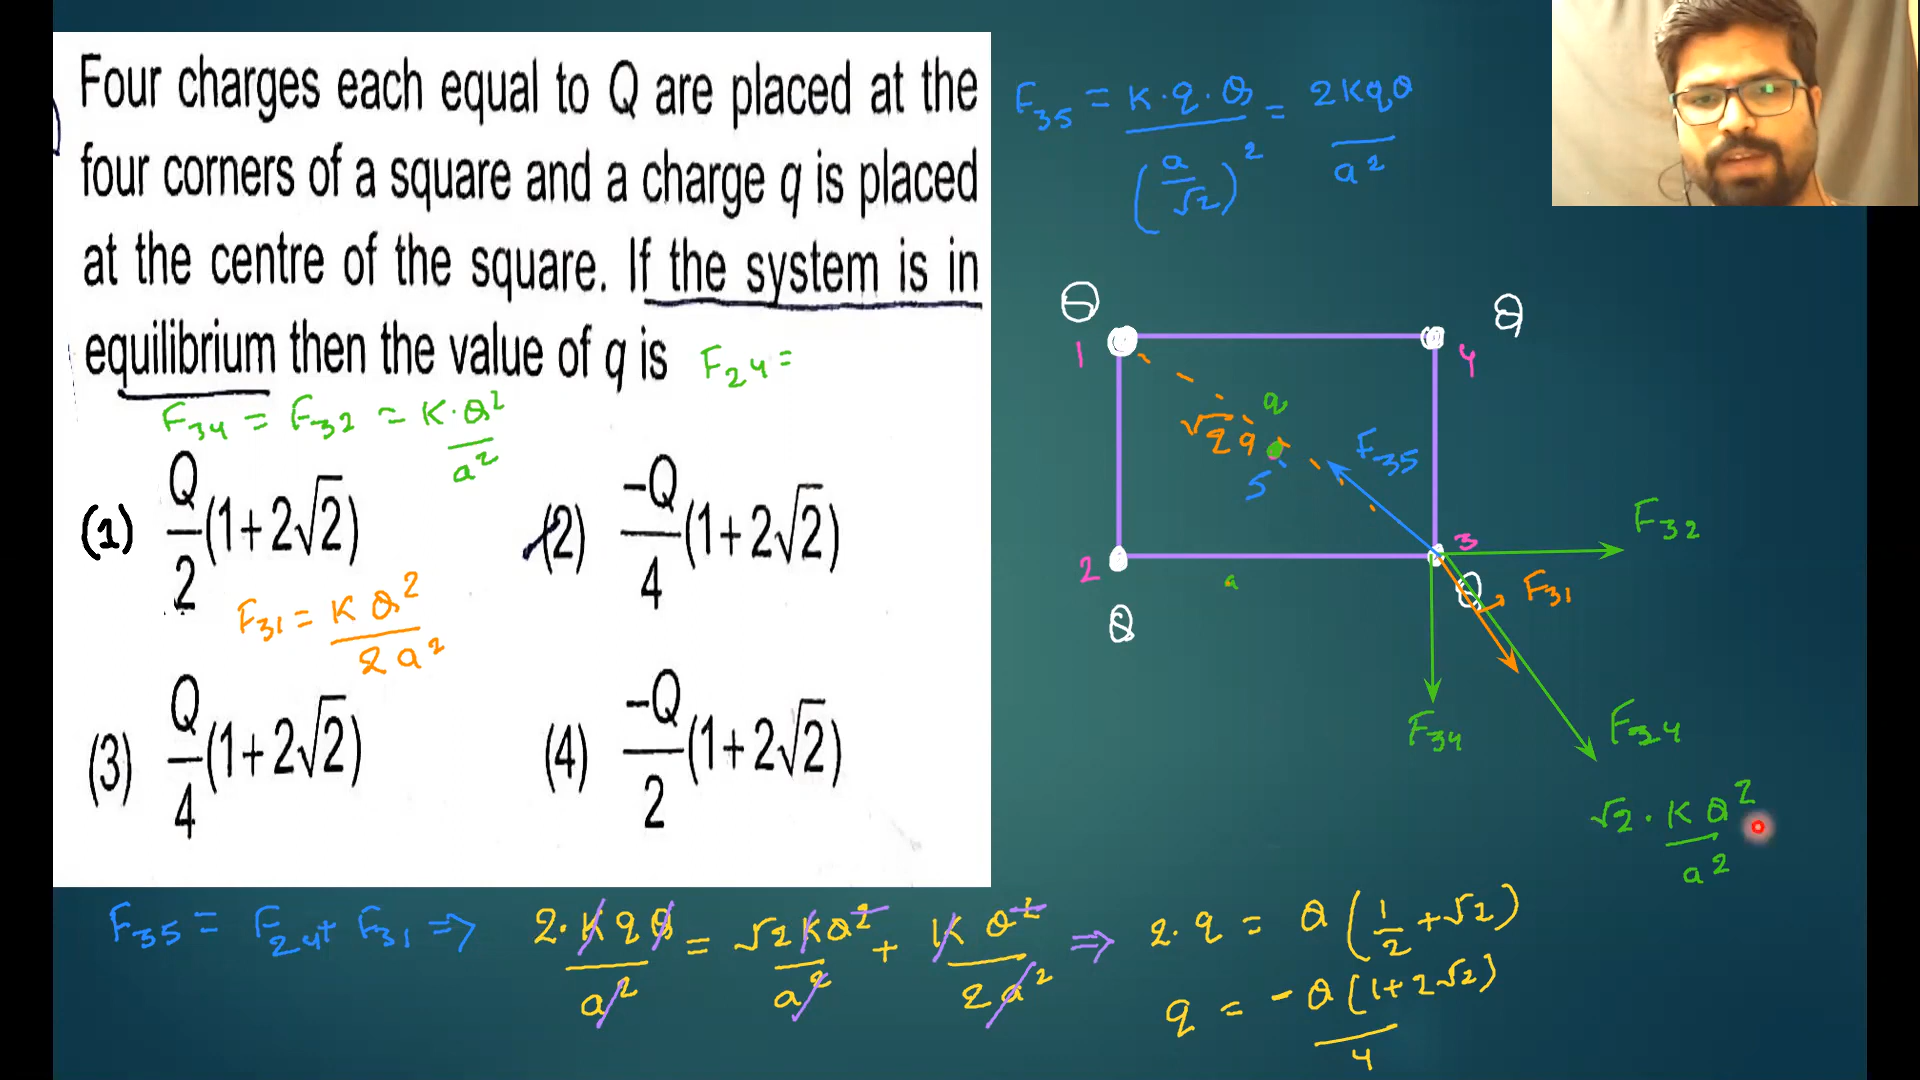 Four charges each equal to Q are placed at the
four corners of a square and a charge q is placed
at the centre of the square. If the system is in
equilibrium then the value of q is
F₂₄ =
F₃₄ = F₃₂ = K·Q²/a²
(1) Q/2(1+2√2)
(2) -Q/4(1+2√2)
F₃₁ = KQ²/2a²
(3) Q/4(1+2√2)
(4) -Q/2(1+2√2)
F₃₅ = K·q·Q/(a/√2)² = 2KqQ/a²
Q
Q
1
4
q
√2 a
5
F₃₅
F₃₂
3
2
a
Q
F₃₁
Q
F₃₄
F₃₂₄
√2·KQ²/a²
F₃₅ = F₂₄ + F₃₁ ⇒ 2·KqQ/a² = √2KQ²/a² + KQ²/2a² ⇒ 2·q = Q(1/2+√2)
q = -Q(1+2√2)/4